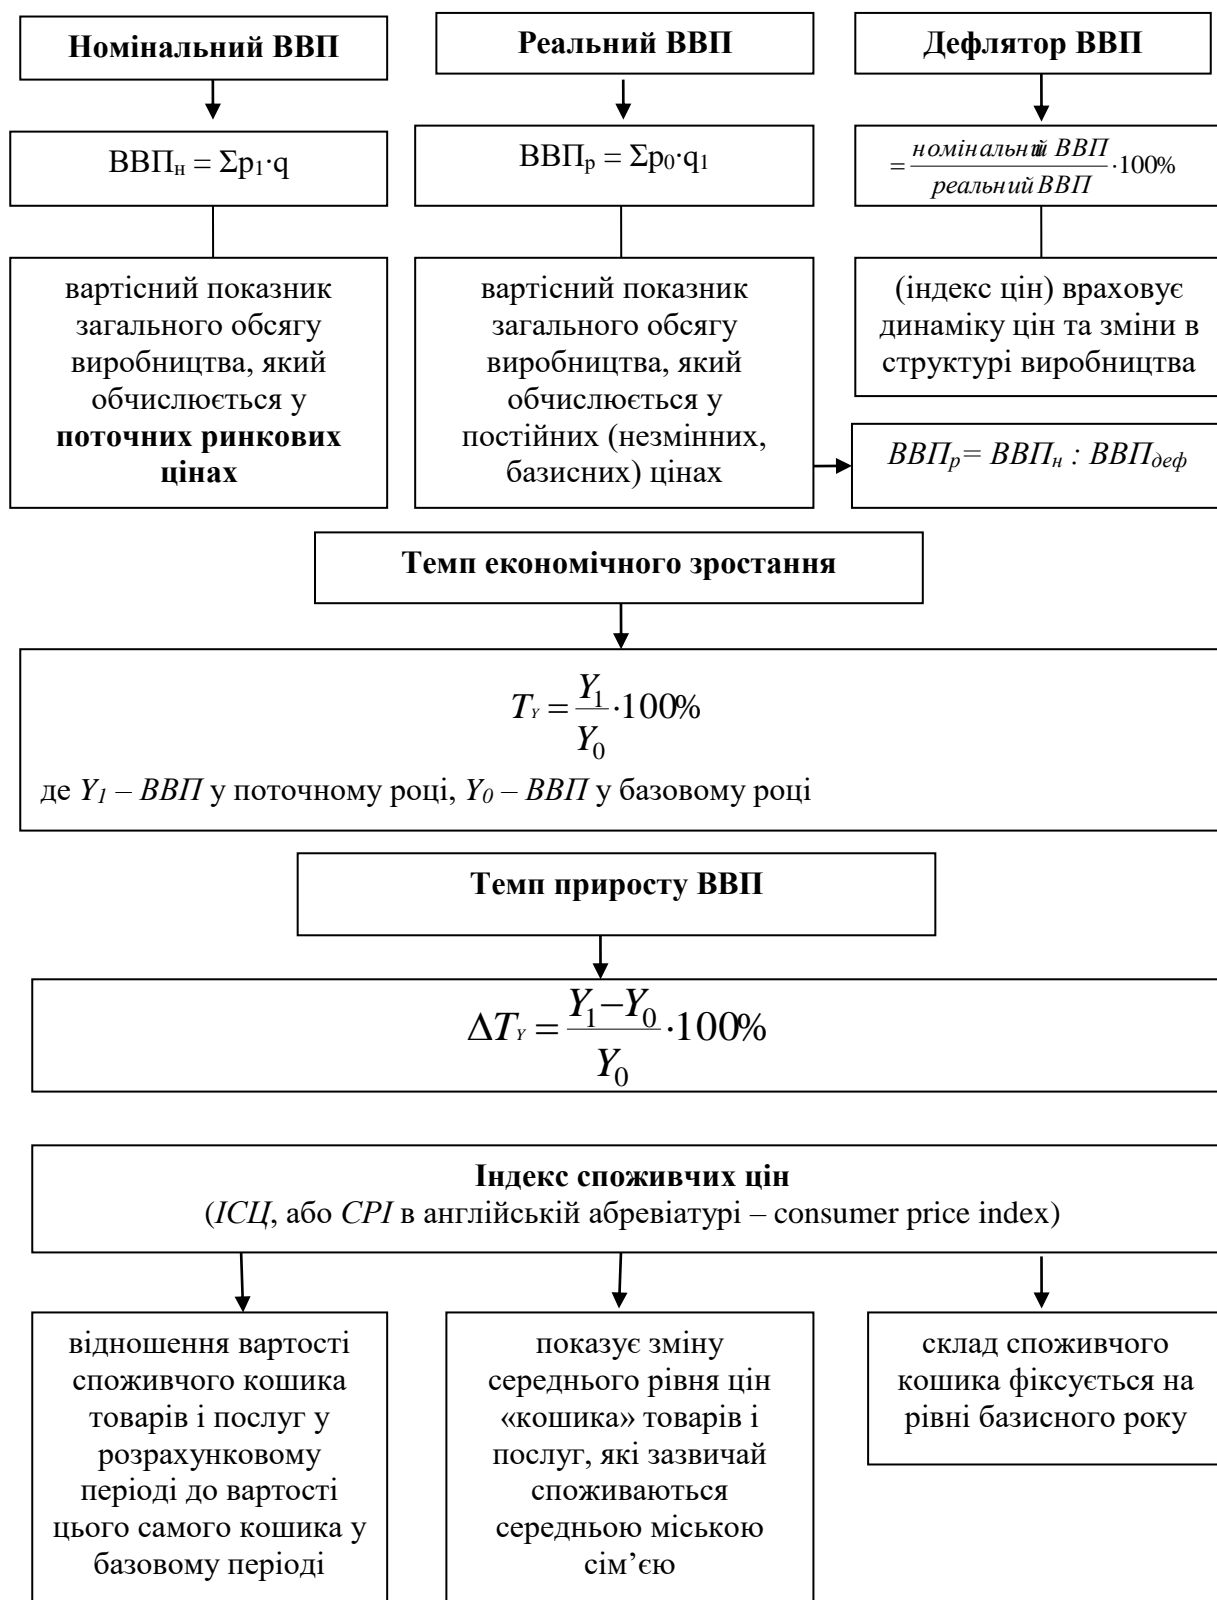 Номінальний ВВП
Реальний ВВП
Дефлятор ВВП
ВВПн = Σp₁·q
ВВПр = Σp₀·q₁
= номінальний ВВП / реальний ВВП ·100%
вартісний показник
загального обсягу
виробництва, який
обчислюється у
поточних ринкових
цінах
вартісний показник
загального обсягу
виробництва, який
обчислюється у
постійних (незмінних,
базисних) цінах
(індекс цін) враховує
динаміку цін та зміни в
структурі виробництва
ВВПр= ВВПн : ВВПдеф
Темп економічного зростання
T_Y = Y₁ / Y₀ ·100%
де Y₁ – ВВП у поточному році, Y₀ – ВВП у базовому році
Темп приросту ВВП
ΔT_Y = Y₁–Y₀ / Y₀ ·100%
Індекс споживчих цін
(ІСЦ, або CPI в англійській абревіатурі – consumer price index)
відношення вартості
споживчого кошика
товарів і послуг у
розрахунковому
періоді до вартості
цього самого кошика у
базовому періоді
показує зміну
середнього рівня цін
«кошика» товарів і
послуг, які зазвичай
споживаються
середньою міською
сім’єю
склад споживчого
кошика фіксується на
рівні базисного року